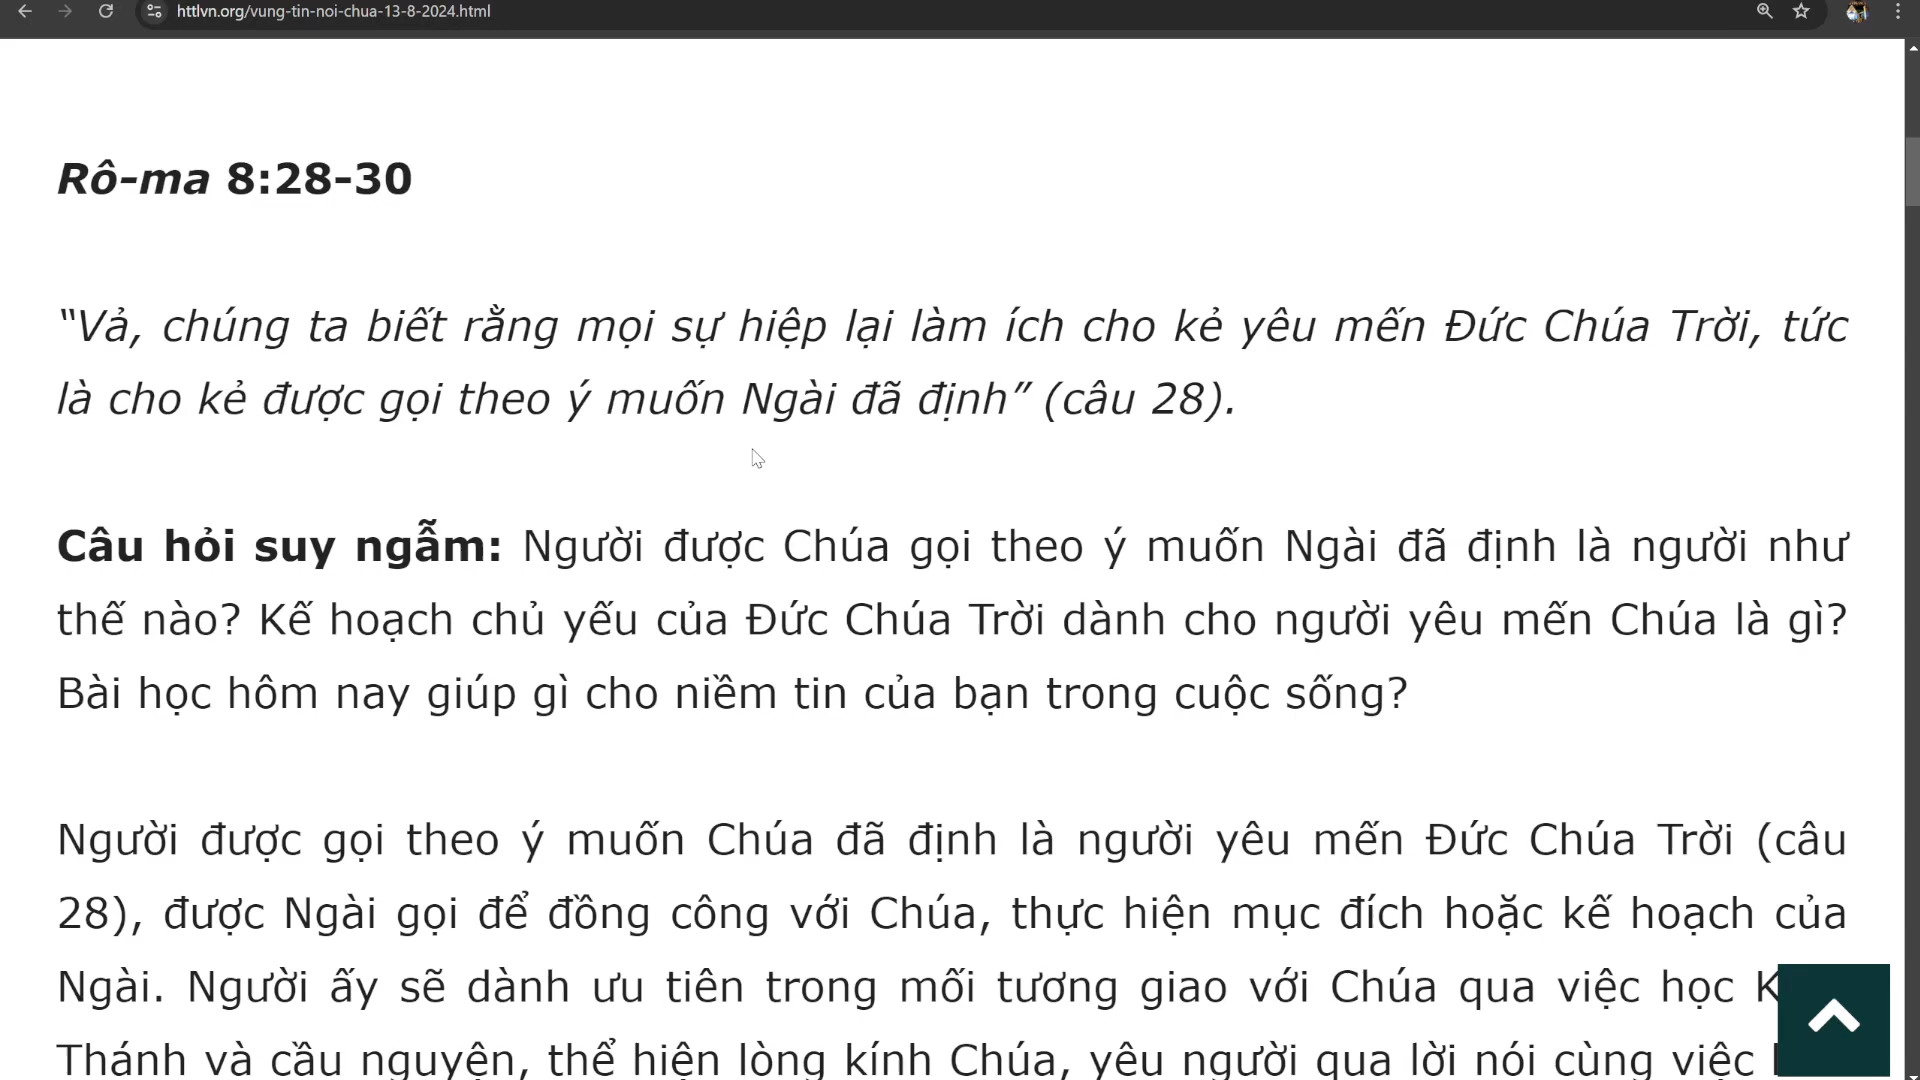 httlvn.org/vung-tin-noi-chua-13-8-2024.html
Rô-ma 8:28-30
“Vả, chúng ta biết rằng mọi sự hiệp lại làm ích cho kẻ yêu mến Đức Chúa Trời, tức
là cho kẻ được gọi theo ý muốn Ngài đã định” (câu 28).
Câu hỏi suy ngẫm: Người được Chúa gọi theo ý muốn Ngài đã định là người như
thế nào? Kế hoạch chủ yếu của Đức Chúa Trời dành cho người yêu mến Chúa là gì?
Bài học hôm nay giúp gì cho niềm tin của bạn trong cuộc sống?
Người được gọi theo ý muốn Chúa đã định là người yêu mến Đức Chúa Trời (câu
28), được Ngài gọi để đồng công với Chúa, thực hiện mục đích hoặc kế hoạch của
Ngài. Người ấy sẽ dành ưu tiên trong mối tương giao với Chúa qua việc học
Thánh và cầu nguyện, thể hiện lòng kính Chúa, yêu người qua lời nói cùng việc